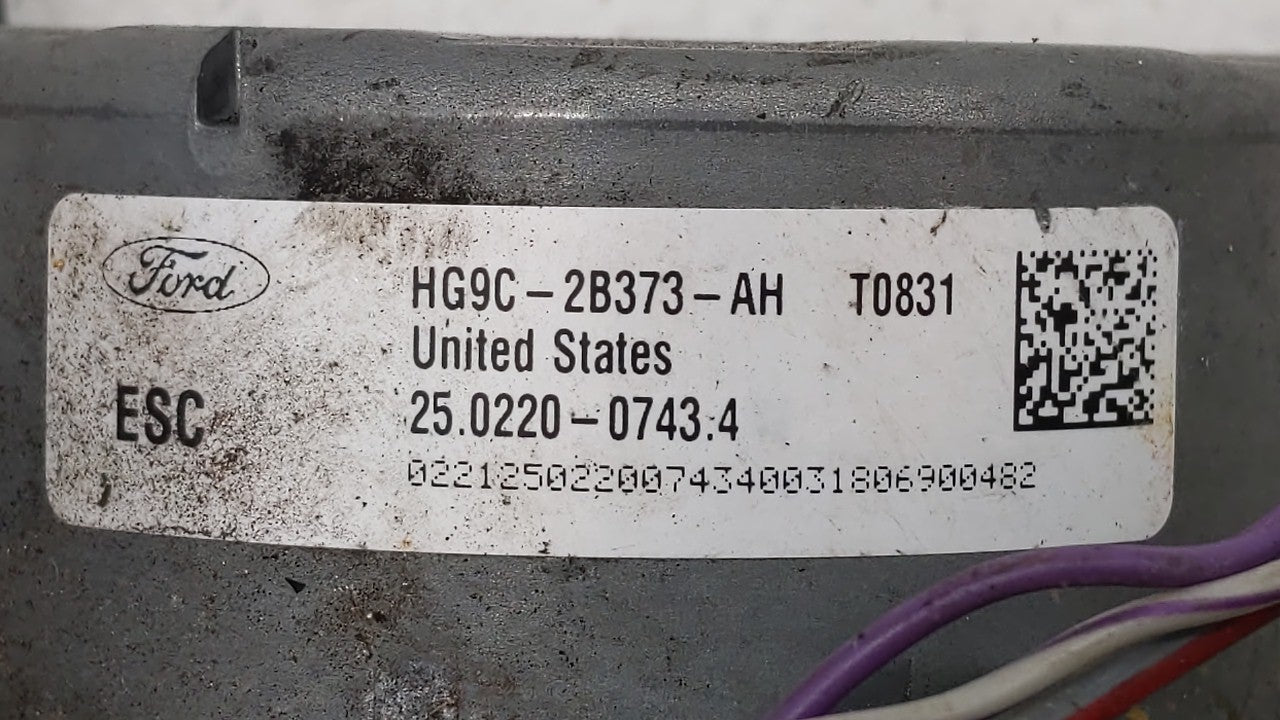 Ford
HG9C-2B373-AH T0831
United States
ESC
25.0220-0743.4
0221250220074340031806900482